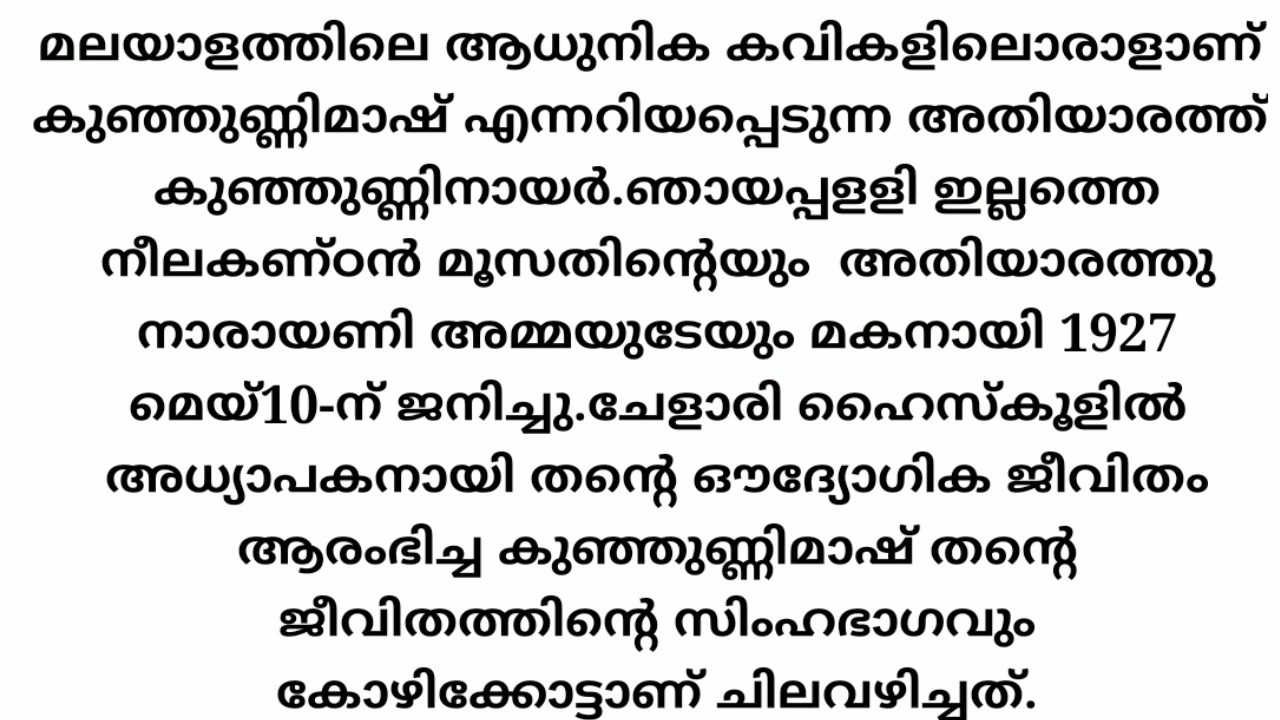 മലയാളത്തിലെ ആധുനിക കവികളിലൊരാളാണ്
കുഞ്ഞുണ്ണിമാഷ് എന്നറിയപ്പെടുന്ന അതിയാരത്ത്
കുഞ്ഞുണ്ണിനായർ.ഞായപ്പളളി ഇല്ലത്തെ
നീലകണ്ഠൻ മൂസതിന്റെയും അതിയാരത്തു
നാരായണി അമ്മയുടേയും മകനായി 1927
മെയ്10-ന് ജനിച്ചു.ചേളാരി ഹൈസ്കൂളിൽ
അധ്യാപകനായി തന്റെ ഔദ്യോഗിക ജീവിതം
ആരംഭിച്ച കുഞ്ഞുണ്ണിമാഷ് തന്റെ
ജീവിതത്തിന്റെ സിംഹഭാഗവും
കോഴിക്കോട്ടാണ് ചിലവഴിച്ചത്.